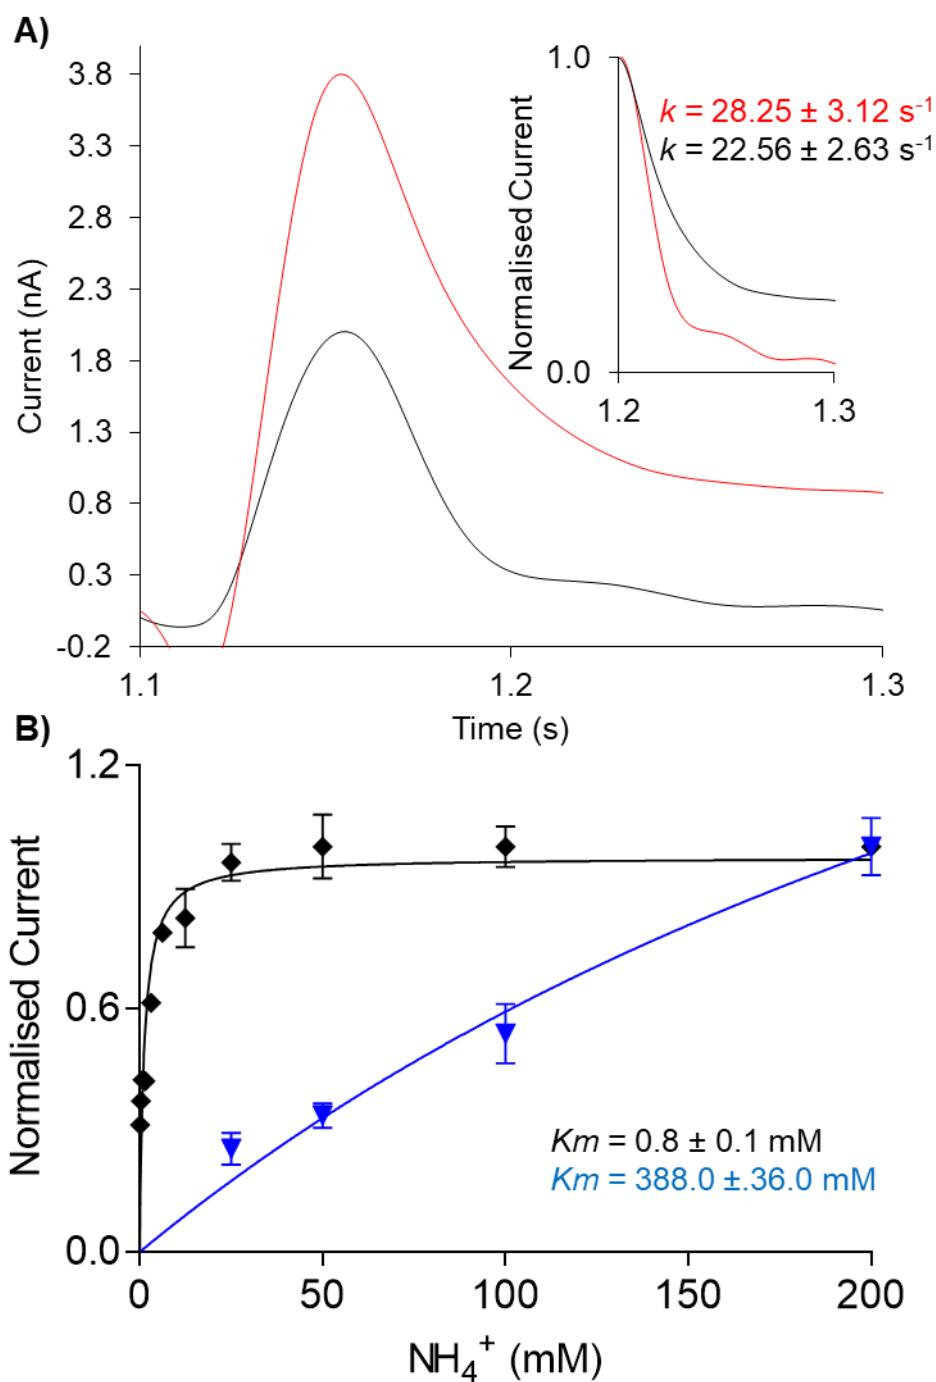 A)
3.8
3.3
2.8
2.3
1.8
1.3
0.8
0.3
-0.2
Current (nA)
1.1
1.2
1.3
Time (s)
1.0
0.0
Normalised Current
1.2
1.3
k = 28.25 ± 3.12 s⁻¹
k = 22.56 ± 2.63 s⁻¹
B)
1.2
0.6
0.0
Normalised Current
Km = 0.8 ± 0.1 mM
Km = 388.0 ±.36.0 mM
0
50
100
150
200
NH₄⁺ (mM)